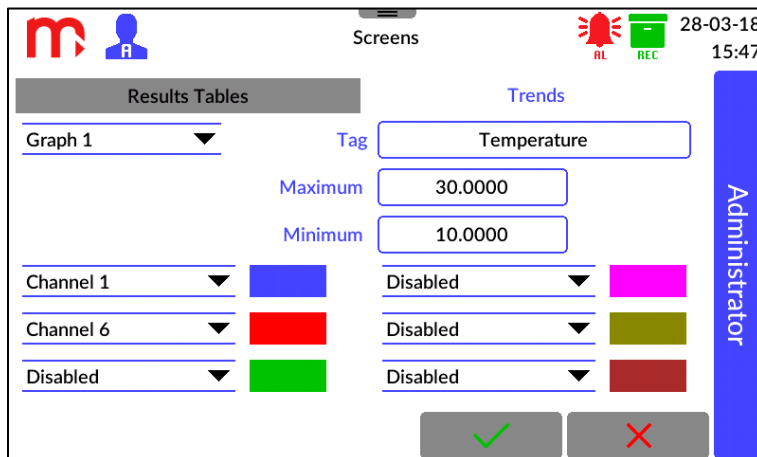 m
A
Screens
AL
REC
28-03-18
15:47
Results Tables
Trends
Graph 1
Tag
Temperature
Maximum
30.0000
Minimum
10.0000
Channel 1
Disabled
Channel 6
Disabled
Disabled
Disabled
Administrator